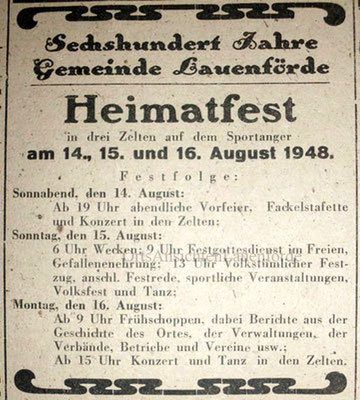 Sechshundert Jahre
Gemeinde Lauenförde
Heimatfest
in drei Zelten auf dem Sportanger
am 14., 15. und 16. August 1948.
Festfolge:
Sonnabend, den 14. August:
Ab 19 Uhr abendliche Vorfeier, Fackelstafette
und Konzert in den Zelten;
Sonntag, den 15. August:
6 Uhr Wecken; 9 Uhr Festgottesdienst im Freien,
Gefallenenehrung; 13 Uhr Volkstümlicher Fest-
zug, anschl. Festrede, sportliche Veranstaltungen,
Volksfest und Tanz;
Montag, den 16. August:
Ab 9 Uhr Frühschoppen, dabei Berichte aus der
Geschichte des Ortes, der Verwaltungen, der
Verbände, Betriebe und Vereine usw.;
Ab 15 Uhr Konzert und Tanz in den Zelten.